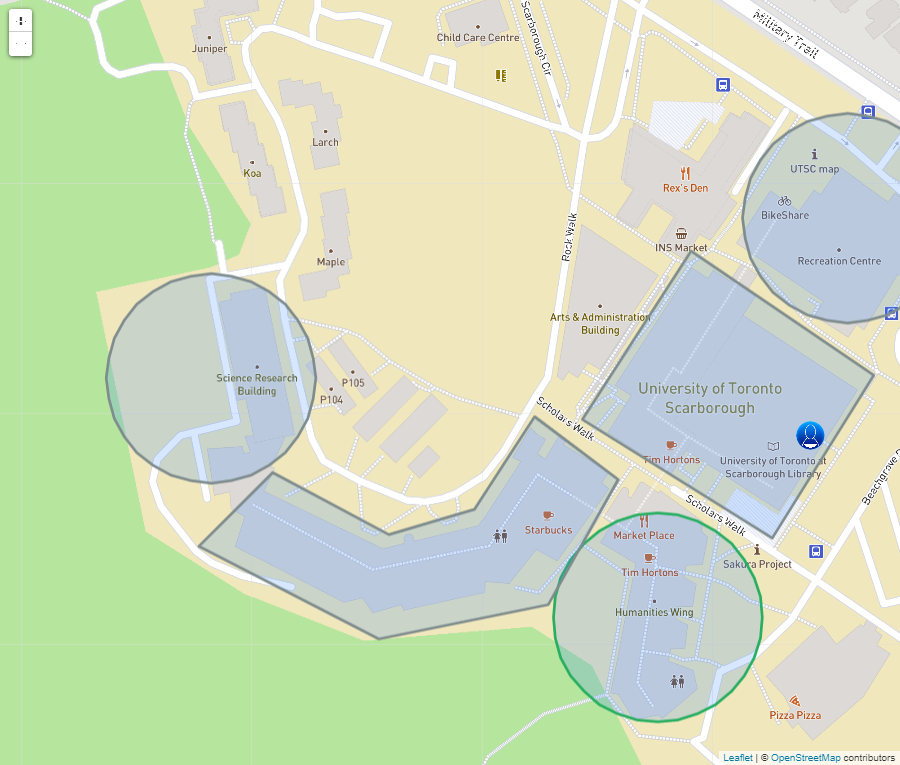 Military Trail
Scarborough Cir
Child Care Centre
Juniper
Larch
Koa
UTSC map
Rex's Den
BikeShare
Rock Walk
INS Market
Maple
Recreation Centre
Arts & Administration
Building
Science Research
Building
P105
P104
University of Toronto
Scarborough
Scholars Walk
Tim Hortons
University of Toronto at
Scarborough Library
Beechgrove D
Scholars Walk
Starbucks
Market Place
Sakura Project
Tim Hortons
Humanities Wing
Pizza Pizza
Leaflet | © OpenStreetMap contributors